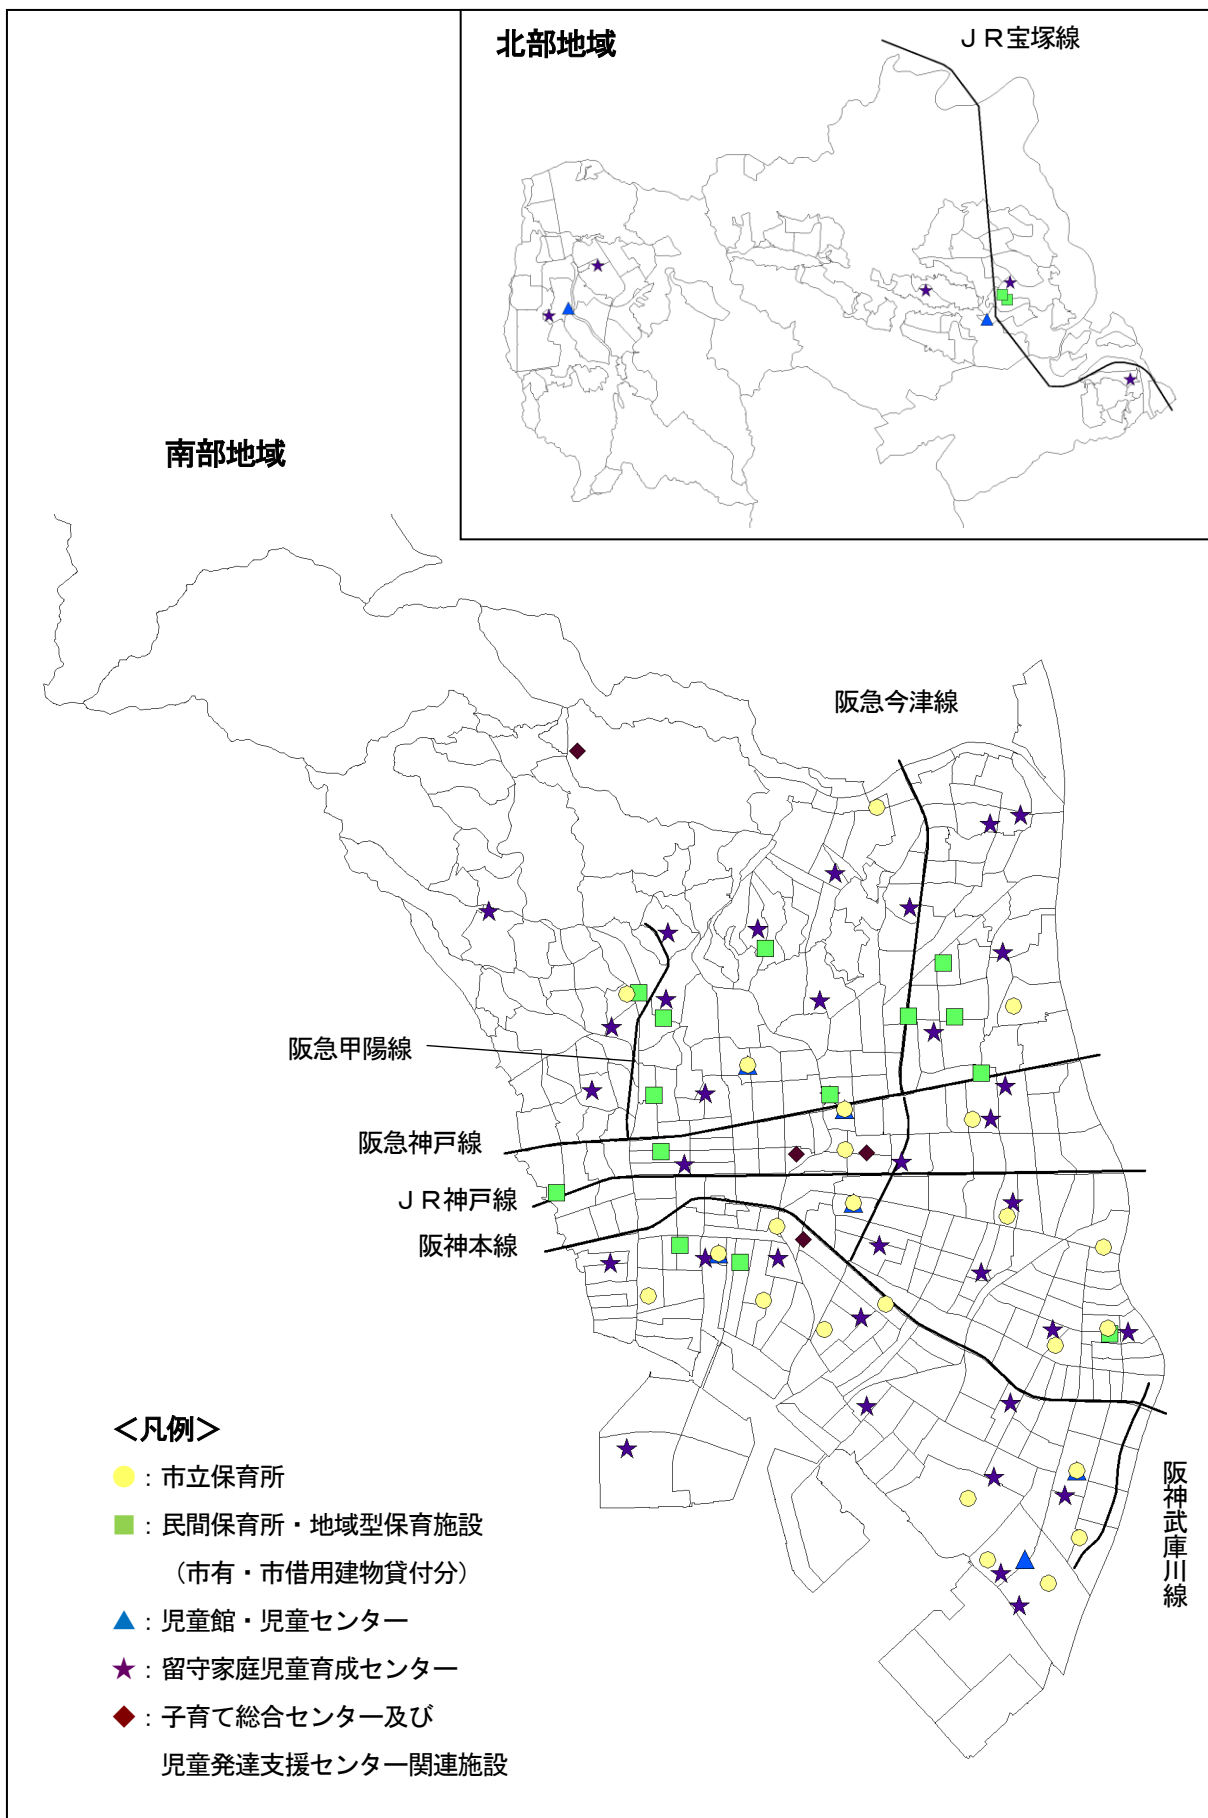 北部地域
ＪＲ宝塚線
南部地域
阪急今津線
阪急甲陽線
阪急神戸線
ＪＲ神戸線
阪神本線
阪神武庫川線
＜凡例＞
：市立保育所
：民間保育所・地域型保育施設
（市有・市借用建物貸付分）
：児童館・児童センター
：留守家庭児童育成センター
：子育て総合センター及び
児童発達支援センター関連施設